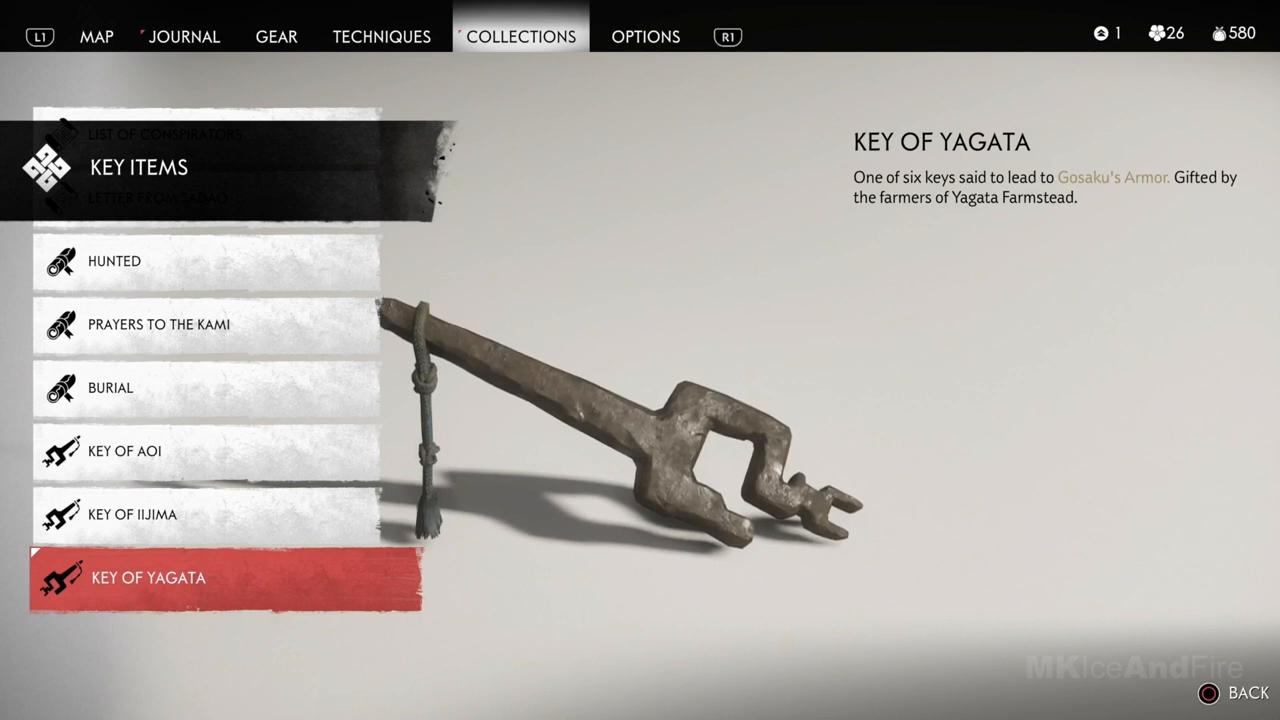 L1
MAP
JOURNAL
GEAR
TECHNIQUES
COLLECTIONS
OPTIONS
R1
1
26
580
LIST OF CONSPIRATORS
KEY ITEMS
LETTER FROM SADAO
HUNTED
PRAYERS TO THE KAMI
BURIAL
KEY OF AOI
KEY OF IIJIMA
KEY OF YAGATA
KEY OF YAGATA
One of six keys said to lead to Gosaku's Armor. Gifted by
the farmers of Yagata Farmstead.
MKIceAndFire
BACK